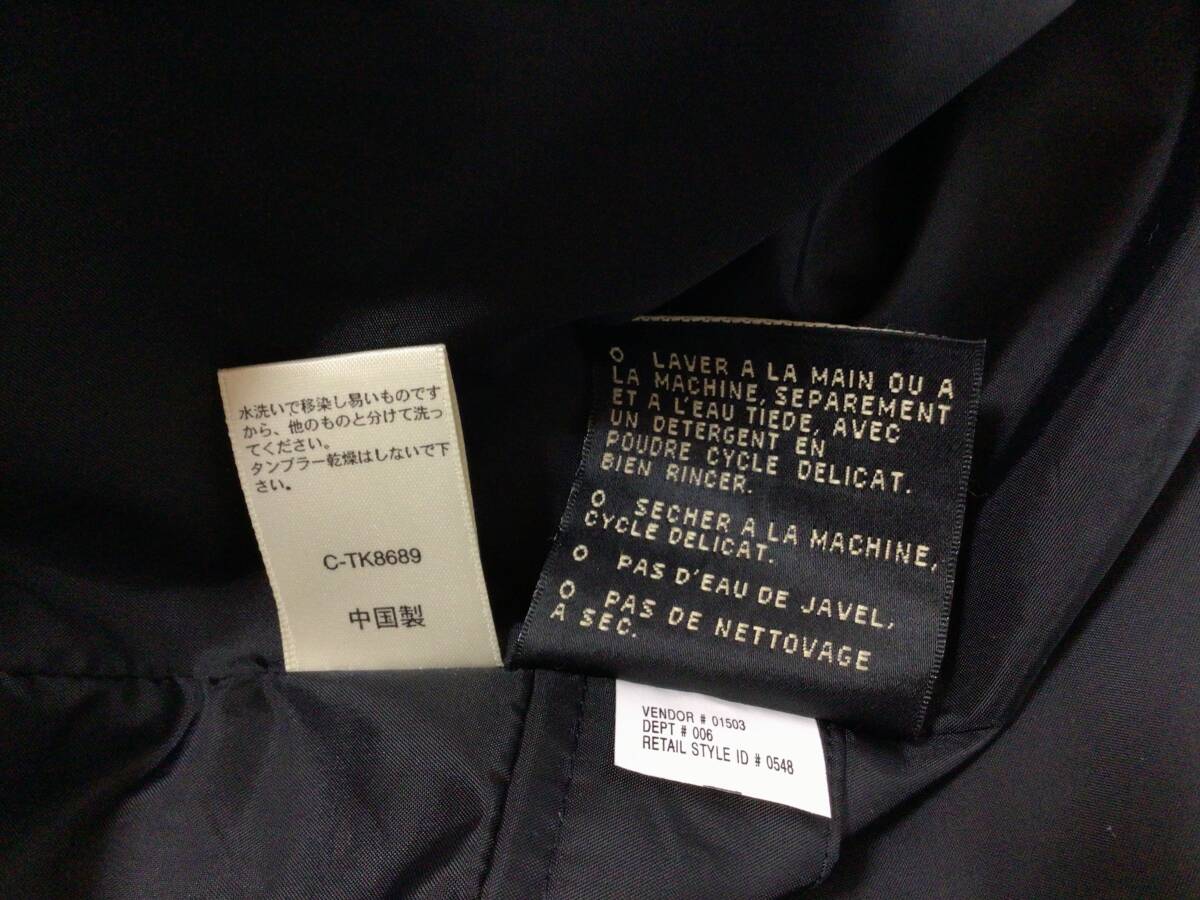 水洗いで移染し易いものです
から、他のものと分けて洗っ
てください。
タンブラー乾燥はしないで下
さい。
C-TK8689
中国製
O LAVER A LA MAIN OU A
LA MACHINE, SEPAREMENT
ET A L'EAU TIEDE, AVEC
UN DETERGENT EN
POUDRE CYCLE DELICAT.
BIEN RINCER.
O SECHER A LA MACHINE,
CYCLE DELICAT.
O PAS D'EAU DE JAVEL,
O PAS DE NETTOVAGE
A SEC.
VENDOR # 01503
DEPT # 006
RETAIL STYLE ID # 0548